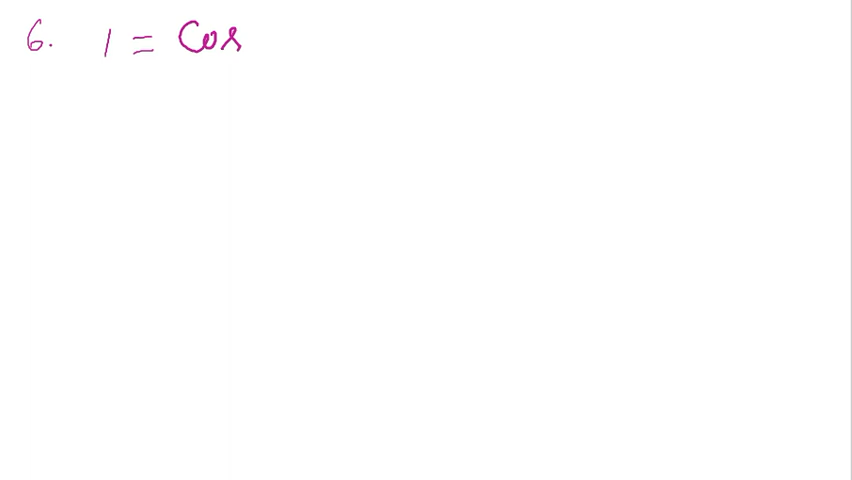 6. 1 = Cos